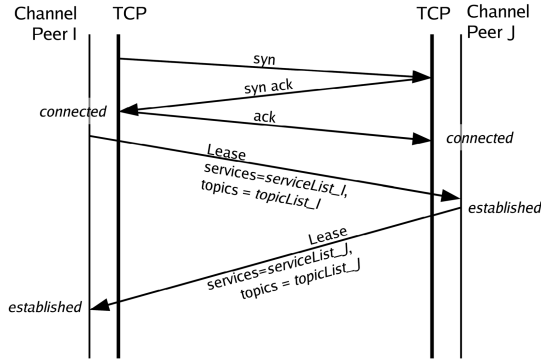 Channel
Peer I
TCP
TCP
Channel
Peer J
syn
syn ack
connected
ack
connected
Lease
services=serviceList_I,
topics = topicList_I
established
Lease
services=serviceList_J,
topics = topicList_J
established